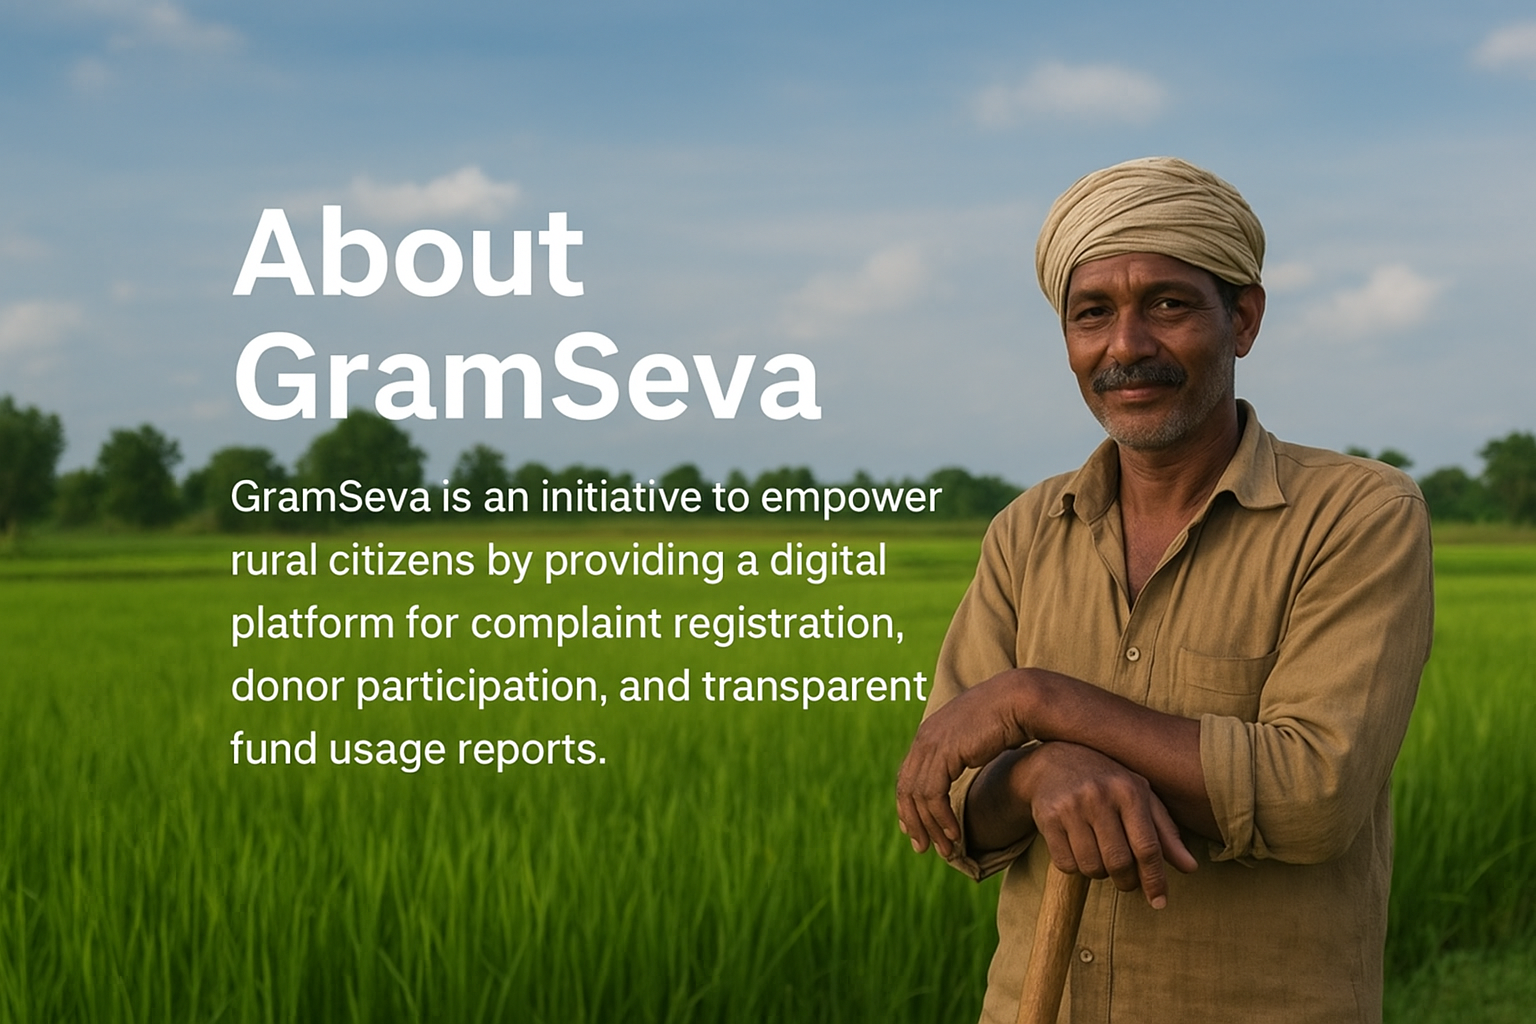 About
GramSeva
GramSeva is an initiative to empower
rural citizens by providing a digital
platform for complaint registration,
donor participation, and transparent
fund usage reports.